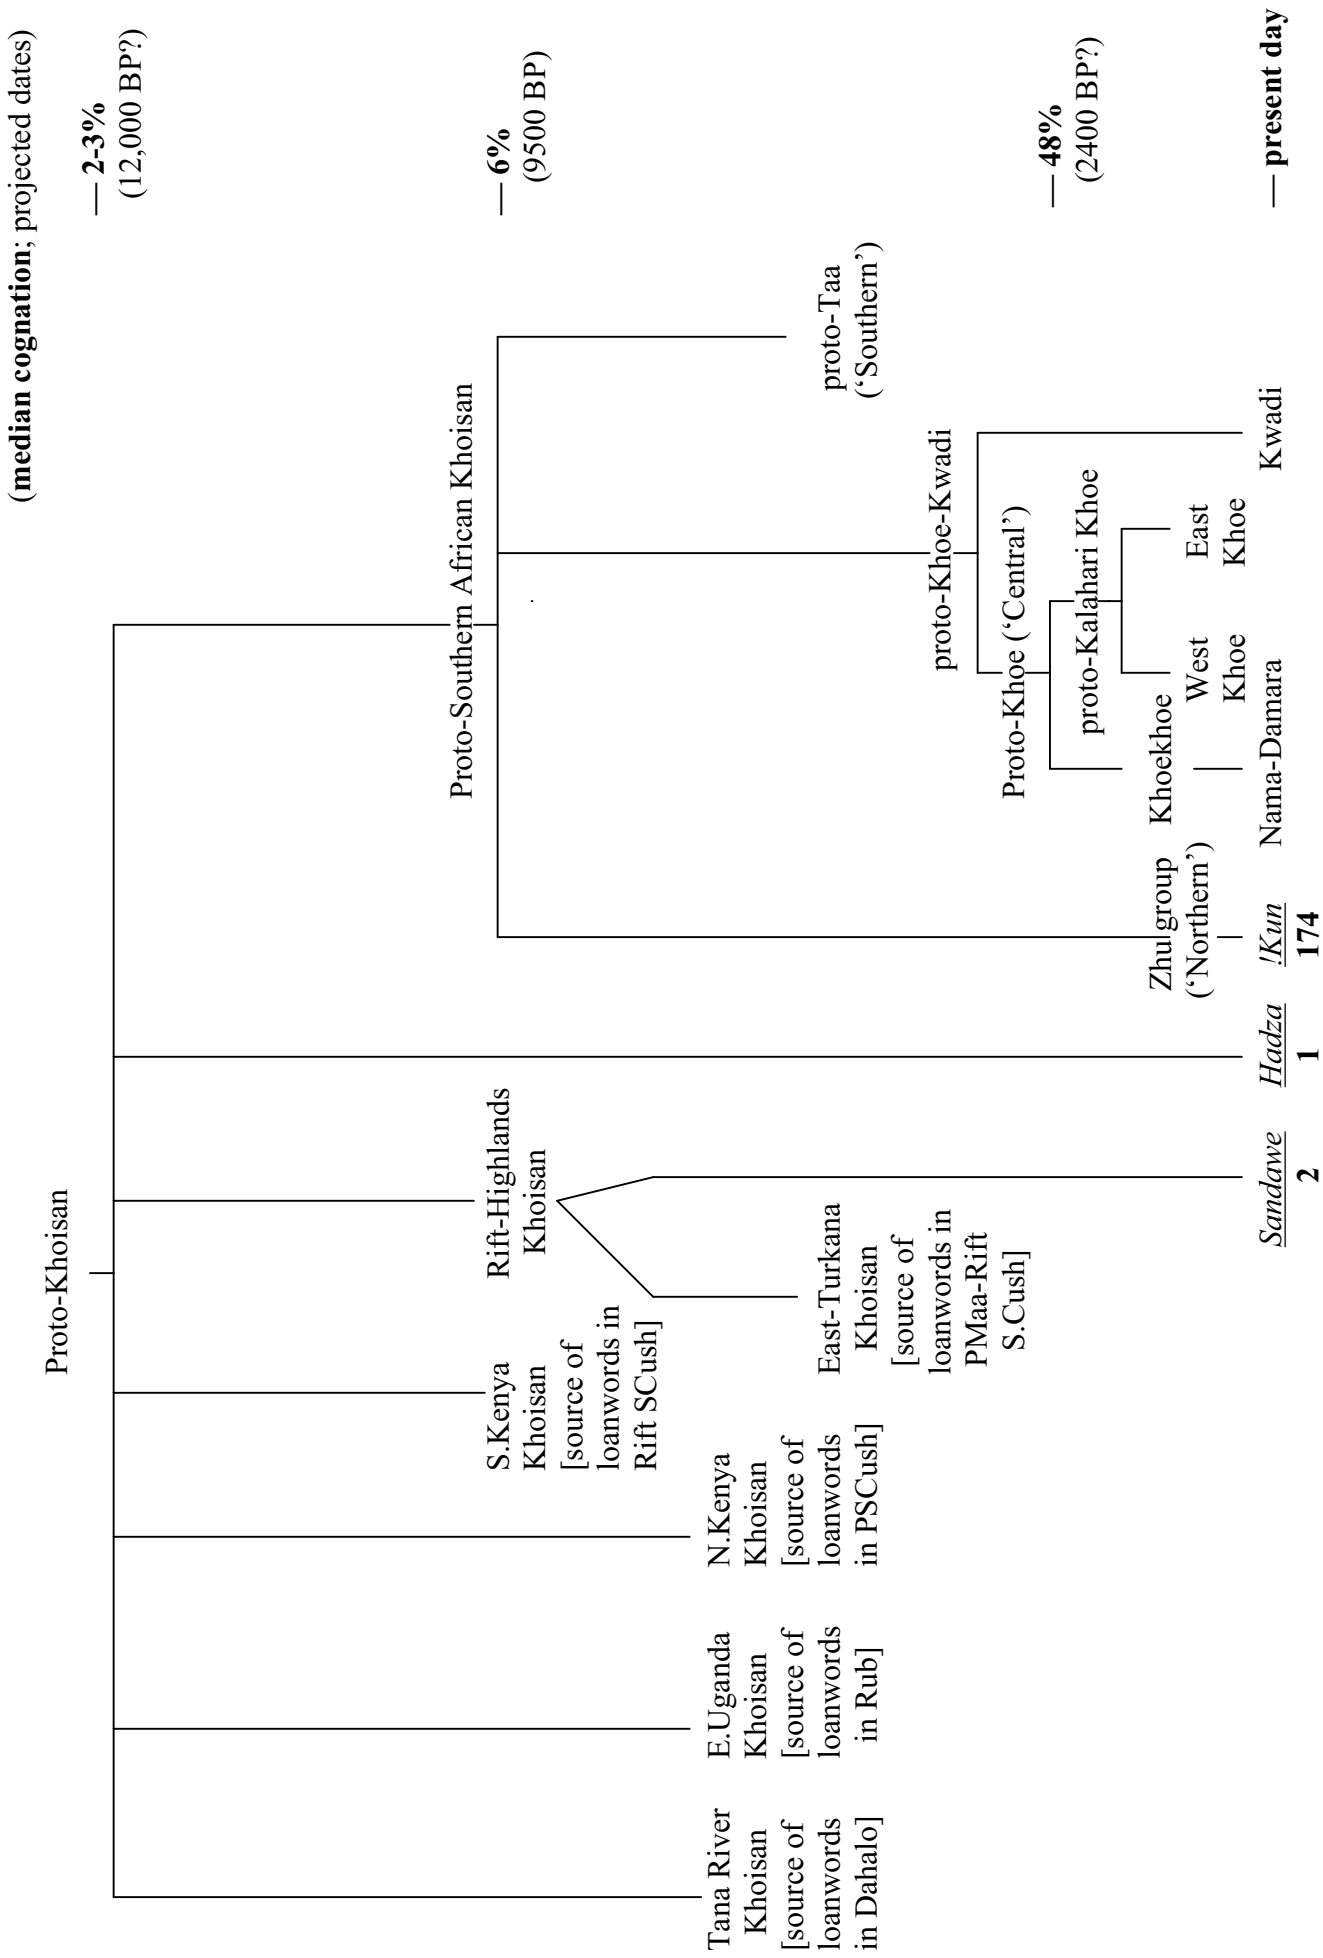 (median cognation; projected dates)
Proto-Khoisan
— 2-3%
(12,000 BP?)
Proto-Southern African Khoisan
— 6%
(9500 BP)
S.Kenya
Khoisan
[source of
loanwords in
Rift SCush]
Rift-Highlands
Khoisan
Tana River
Khoisan
[source of
loanwords
in Dahalo]
E.Uganda
Khoisan
[source of
loanwords
in Rub]
N.Kenya
Khoisan
[source of
loanwords
in PSCush]
East-Turkana
Khoisan
[source of
loanwords in
PMaa-Rift
S.Cush]
proto-Taa
(‘Southern’)
proto-Khoe-Kwadi
Proto-Khoe (‘Central’)
— 48%
(2400 BP?)
proto-Kalahari Khoe
Zhu group
(‘Northern’)
Khoekhoe
West
Khoe
East
Khoe
Sandawe
2
Hadza
1
!Kun
174
Nama-Damara
Kwadi
— present day